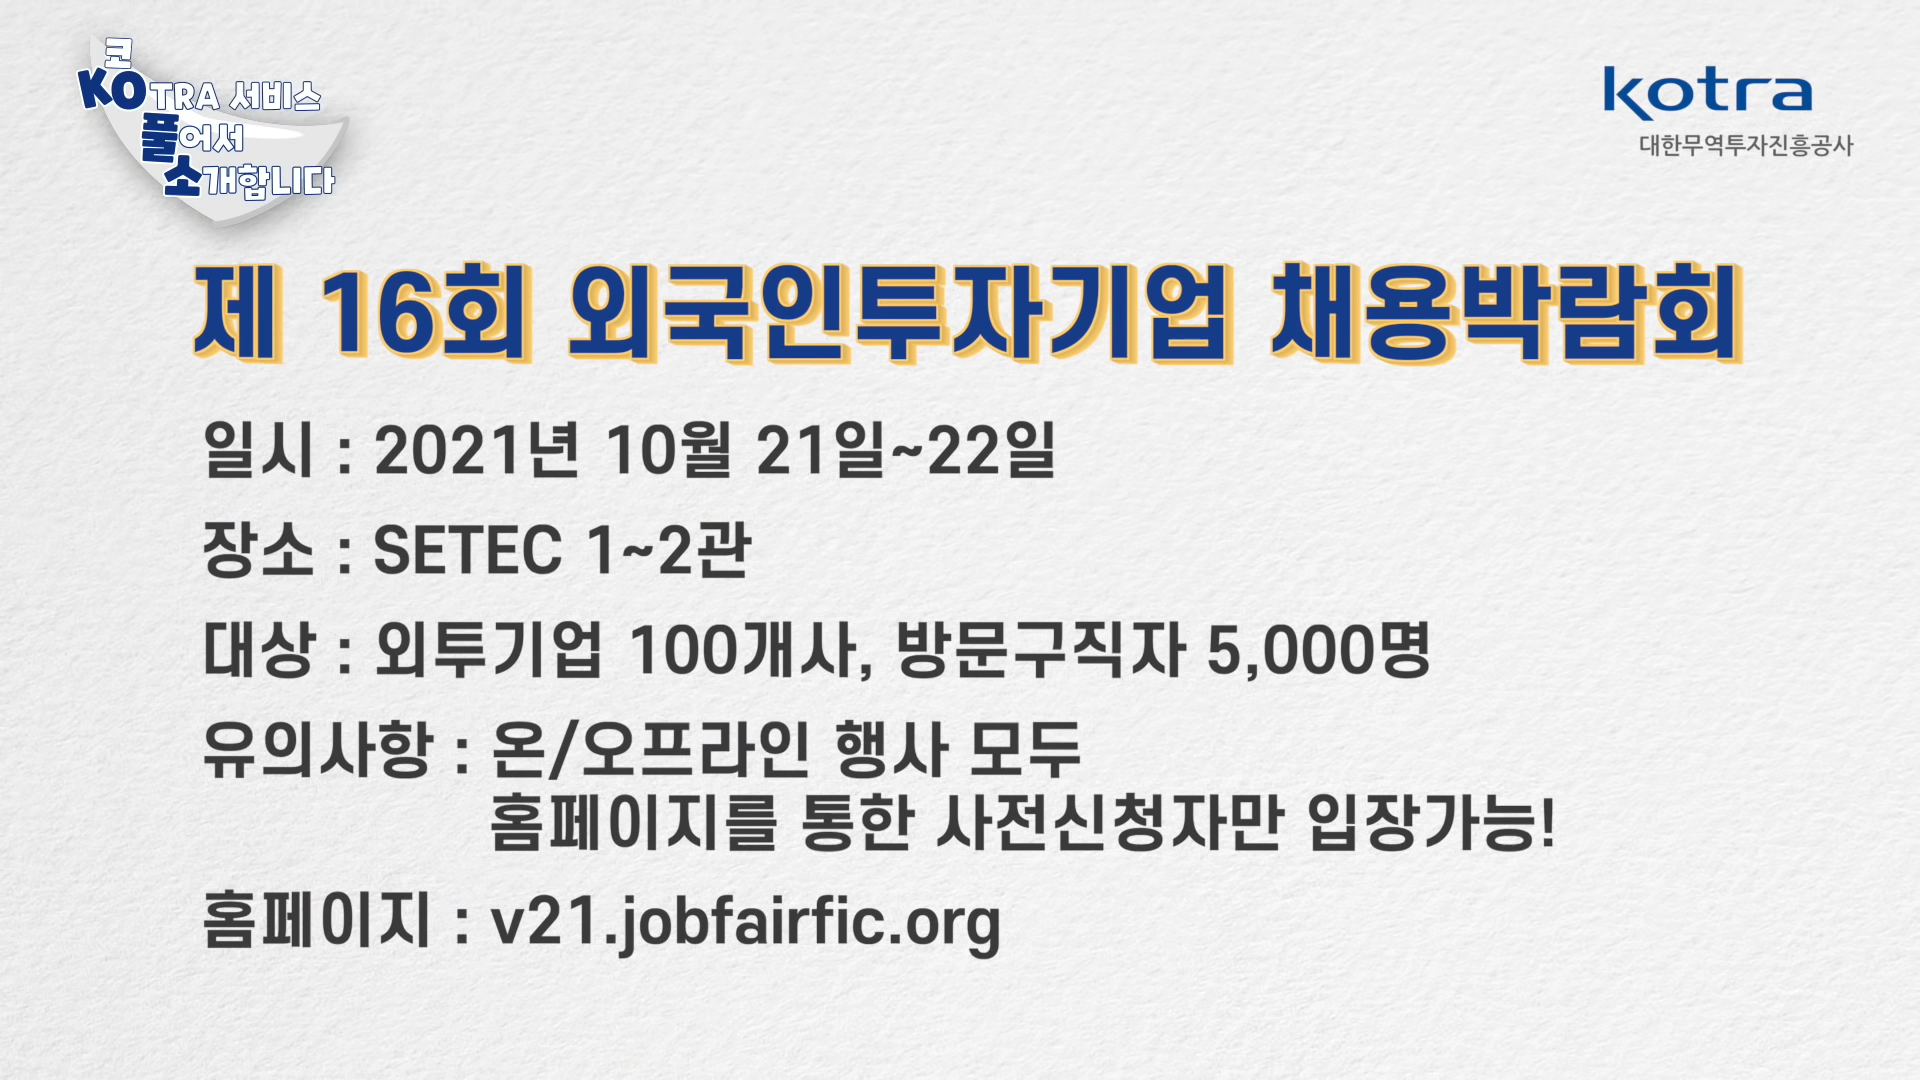 코
KOTRA 서비스
풀어서
소개합니다
kotra
대한무역투자진흥공사
제 16회 외국인투자기업 채용박람회
일시 : 2021년 10월 21일~22일
장소 : SETEC 1~2관
대상 : 외투기업 100개사, 방문구직자 5,000명
유의사항 : 온/오프라인 행사 모두
홈페이지를 통한 사전신청자만 입장가능!
홈페이지 : v21.jobfairfic.org